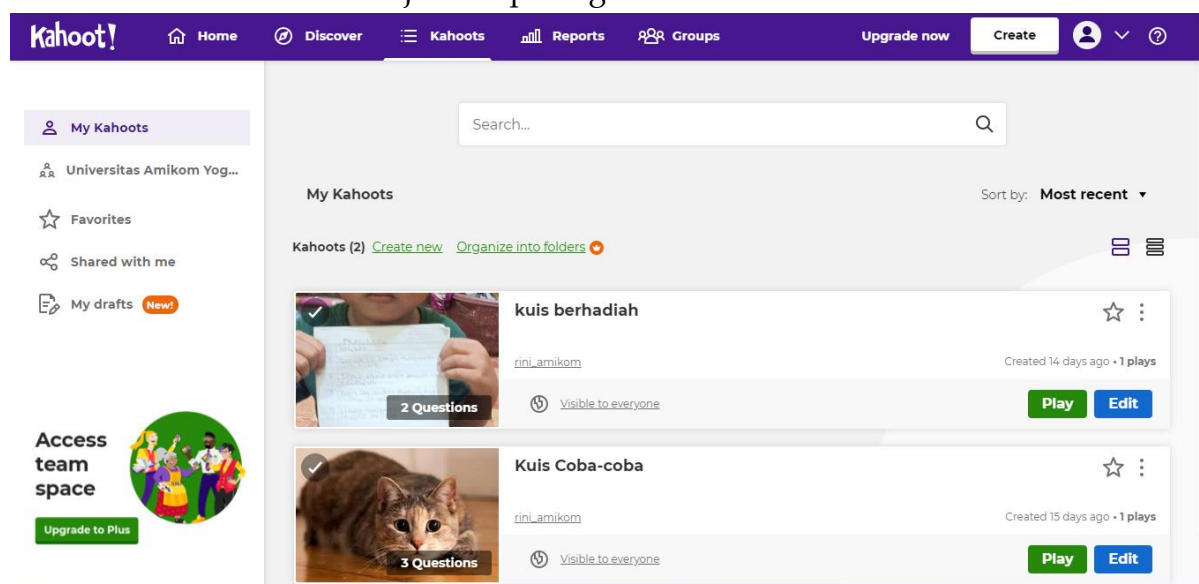 Kahoot!
Home
Discover
Kahoots
Reports
Groups
Upgrade now
Create
My Kahoots
Universitas Amikom Yog...
Favorites
Shared with me
My drafts New!
Access
team
space
Upgrade to Plus
Search...
My Kahoots
Sort by: Most recent
Kahoots (2) Create new Organize into folders
kuis berhadiah
rini_amikom
Created 14 days ago • 1 plays
2 Questions
Visible to everyone
Play
Edit
Kuis Coba-coba
rini_amikom
Created 15 days ago • 1 plays
3 Questions
Visible to everyone
Play
Edit